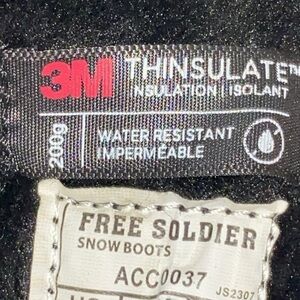 3M THINSULATE™
INSULATION | ISOLANT
200g
WATER RESISTANT
IMPERMÉABLE
FREE SOLDIER
SNOW BOOTS
ACC0037
JS2307